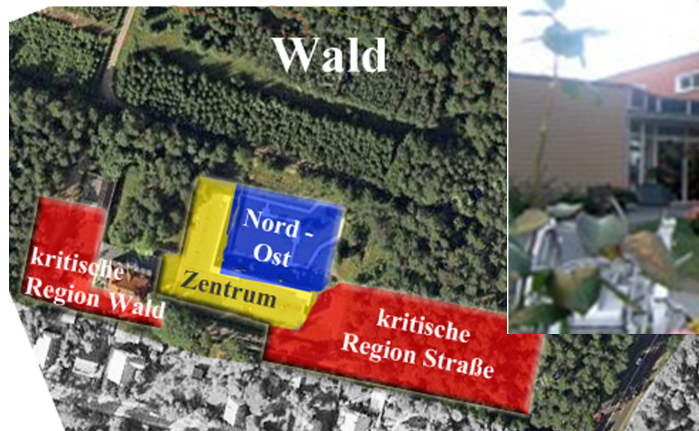 Wald
Nord -
Ost
kritische
Region Wald
Zentrum
kritische
Region Straße